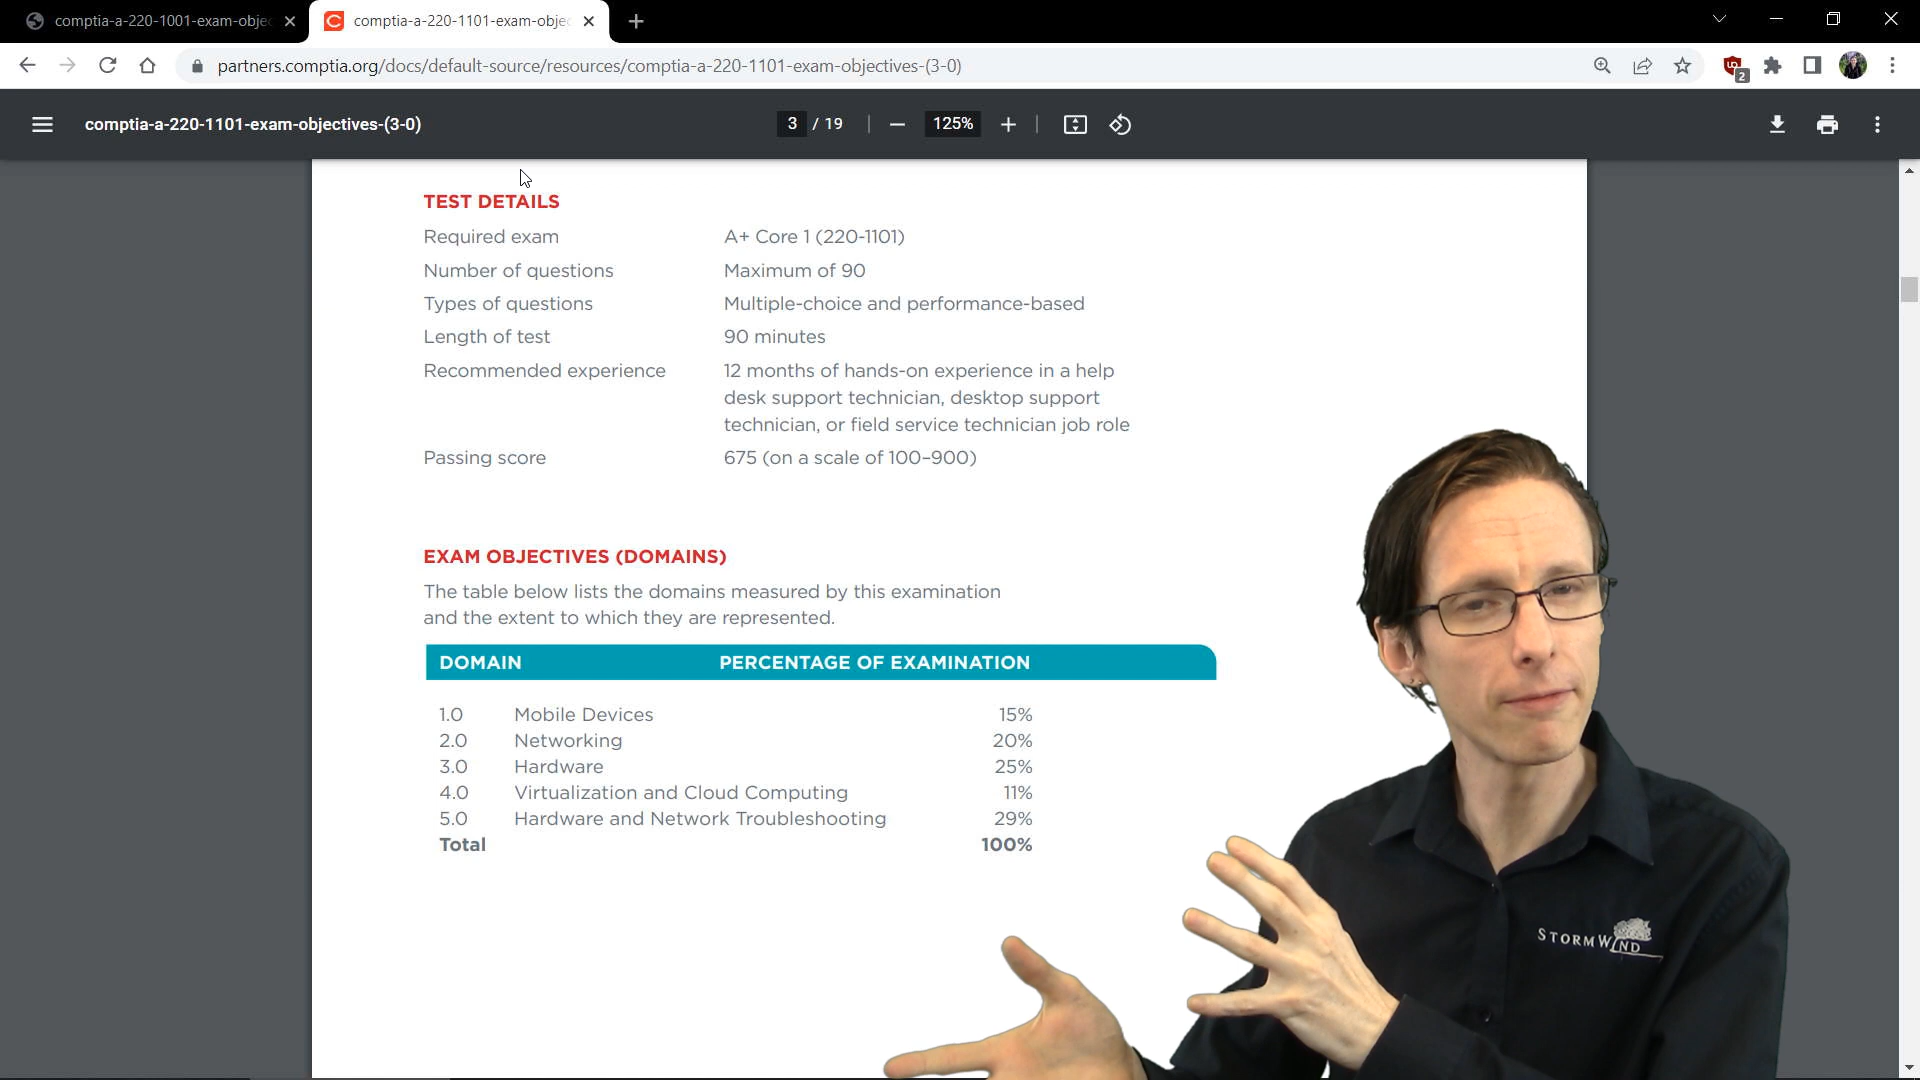 comptia-a-220-1001-exam-obje
comptia-a-220-1101-exam-obje
partners.comptia.org/docs/default-source/resources/comptia-a-220-1101-exam-objectives-(3-0)
2
comptia-a-220-1101-exam-objectives-(3-0)
3 / 19
125%
TEST DETAILS
Required exam A+ Core 1 (220-1101)
Number of questions Maximum of 90
Types of questions Multiple-choice and performance-based
Length of test 90 minutes
Recommended experience 12 months of hands-on experience in a help
desk support technician, desktop support
technician, or field service technician job role
Passing score 675 (on a scale of 100–900)
EXAM OBJECTIVES (DOMAINS)
The table below lists the domains measured by this examination
and the extent to which they are represented.
DOMAIN PERCENTAGE OF EXAMINATION
1.0 Mobile Devices 15%
2.0 Networking 20%
3.0 Hardware 25%
4.0 Virtualization and Cloud Computing 11%
5.0 Hardware and Network Troubleshooting 29%
Total 100%
STORMWIND